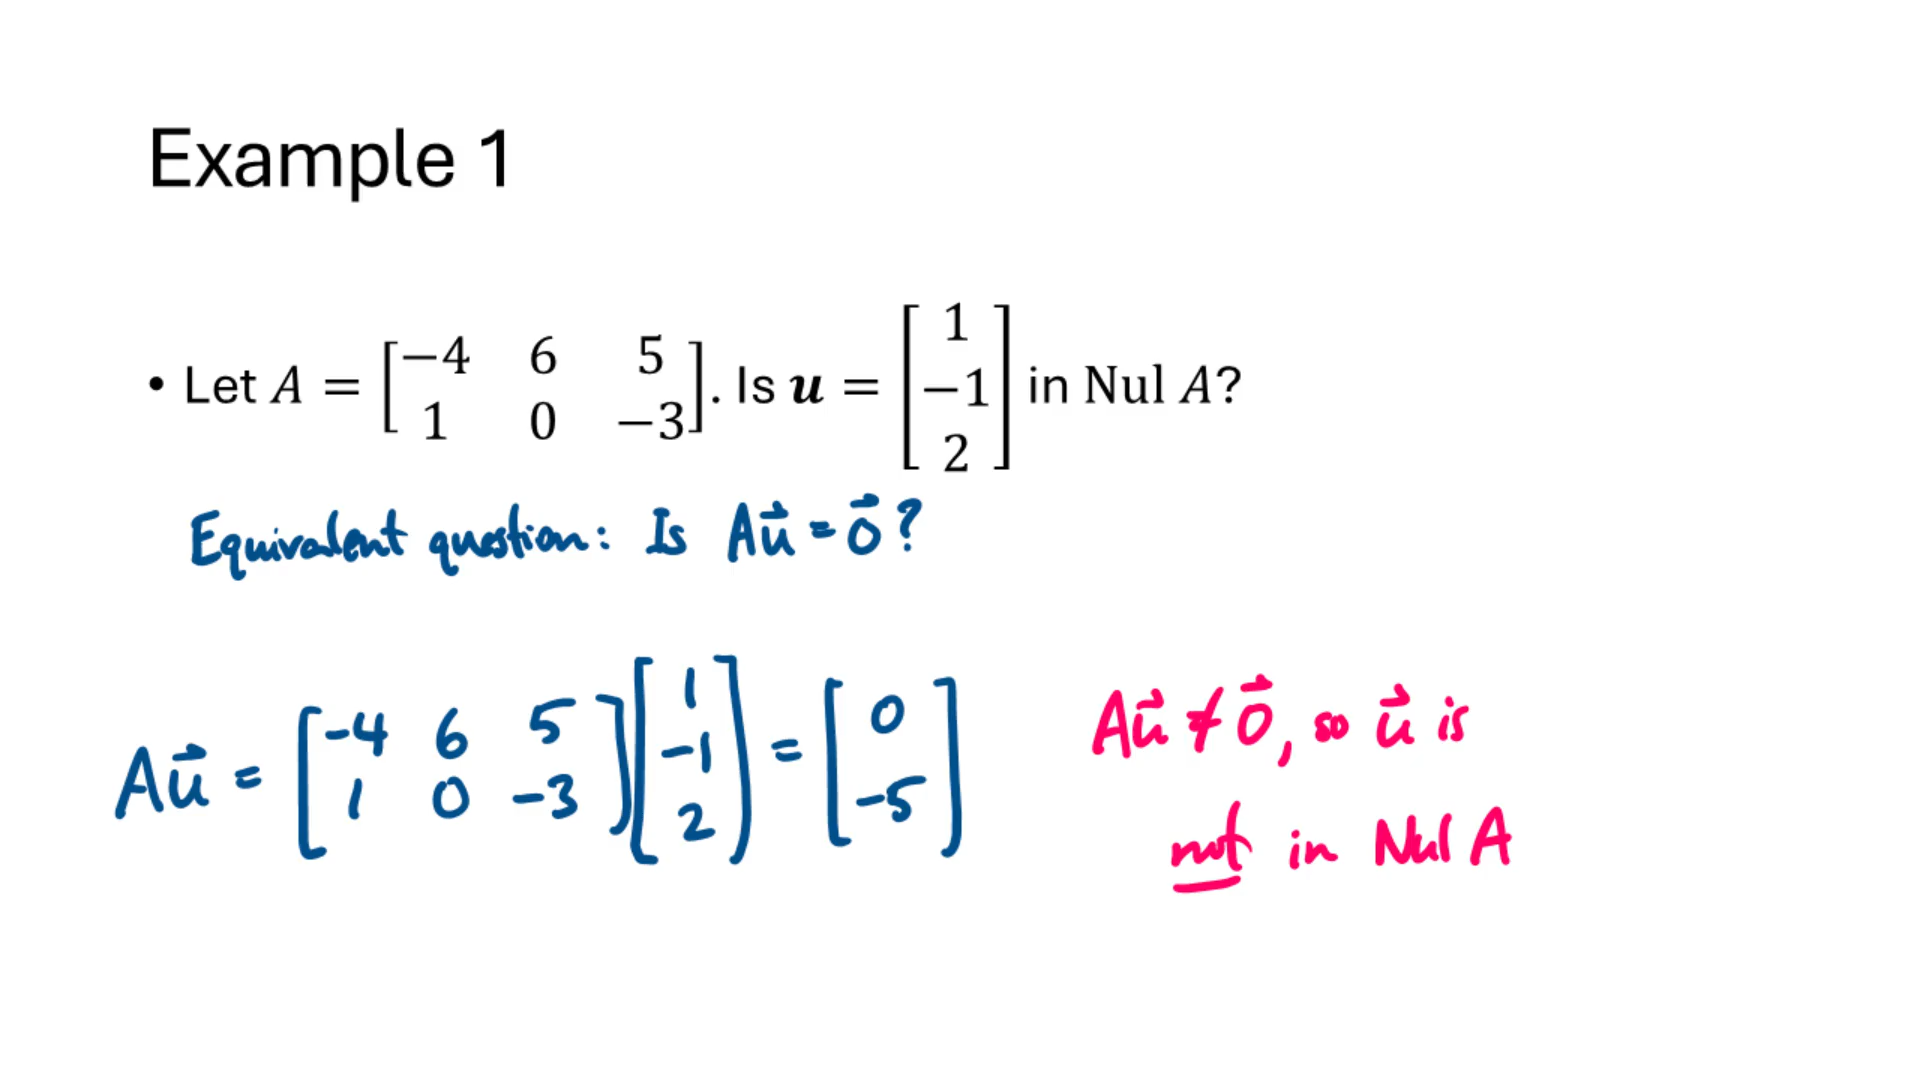 Example 1
• Let A = [−4 6 5; 1 0 −3]. Is u = [1; −1; 2] in Nul A?
Equivalent question: Is Au⃗ = 0⃗?
Au⃗ = [-4 6 5; 1 0 -3][1; -1; 2] = [0; -5]
Au⃗ ≠ 0⃗, so u⃗ is
not in Nul A